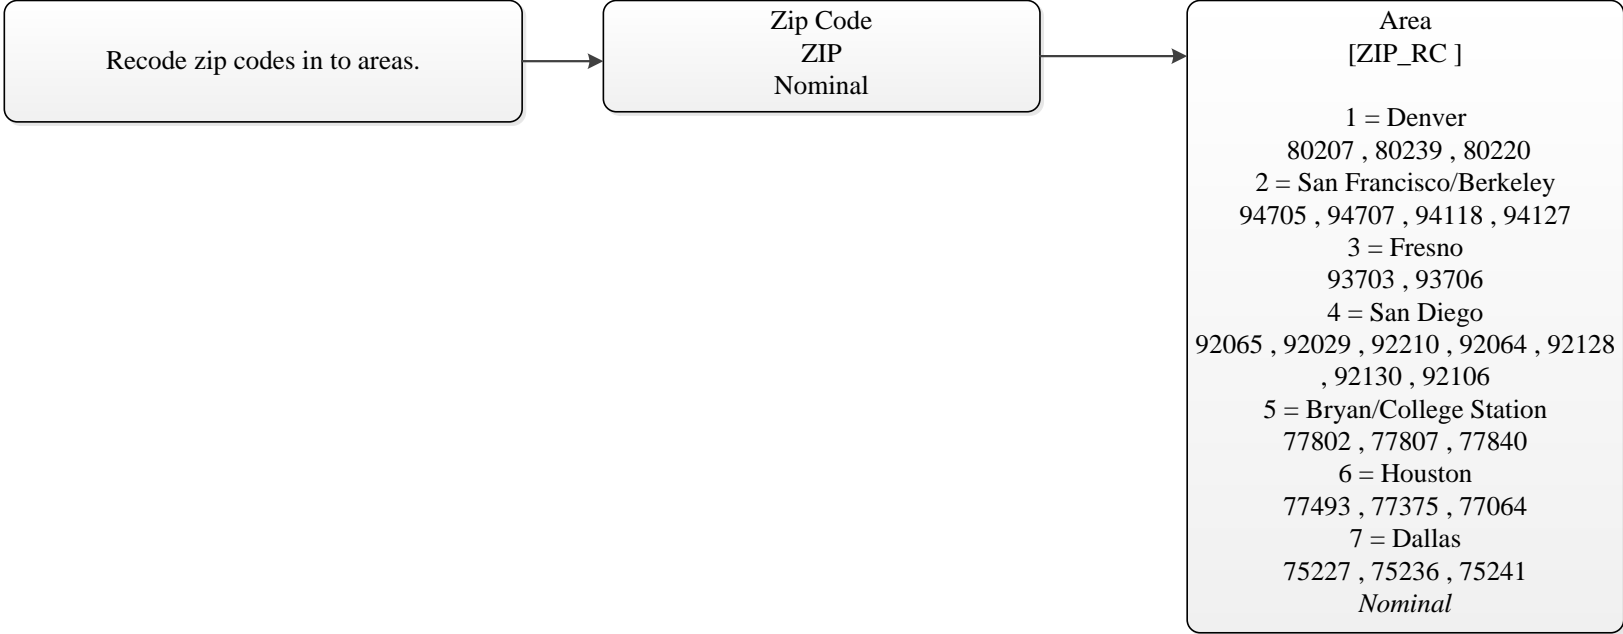 Recode zip codes in to areas.
Zip Code
ZIP
Nominal
Area
[ZIP_RC ]
1 = Denver
80207 , 80239 , 80220
2 = San Francisco/Berkeley
94705 , 94707 , 94118 , 94127
3 = Fresno
93703 , 93706
4 = San Diego
92065 , 92029 , 92210 , 92064 , 92128
, 92130 , 92106
5 = Bryan/College Station
77802 , 77807 , 77840
6 = Houston
77493 , 77375 , 77064
7 = Dallas
75227 , 75236 , 75241
Nominal